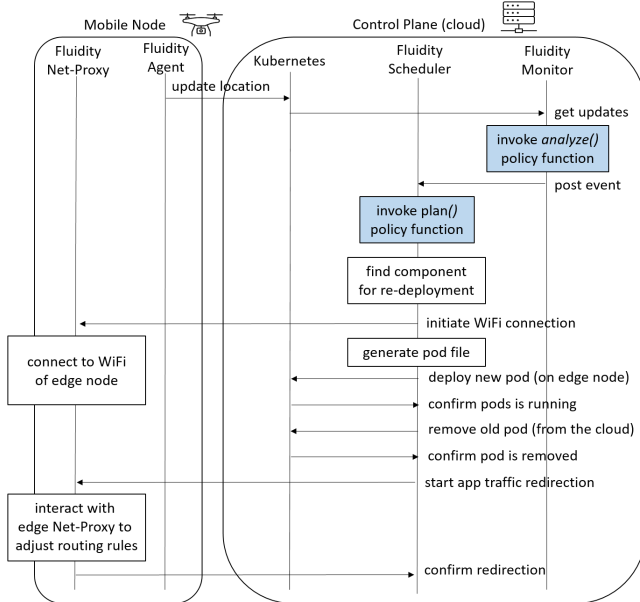 Mobile Node
Control Plane (cloud)
Fluidity
Net-Proxy
Fluidity
Agent
Kubernetes
Fluidity
Scheduler
Fluidity
Monitor
update location
get updates
invoke analyze()
policy function
post event
invoke plan()
policy function
find component
for re-deployment
initiate WiFi connection
connect to WiFi
of edge node
generate pod file
deploy new pod (on edge node)
confirm pods is running
remove old pod (from the cloud)
confirm pod is removed
start app traffic redirection
interact with
edge Net-Proxy to
adjust routing rules
confirm redirection